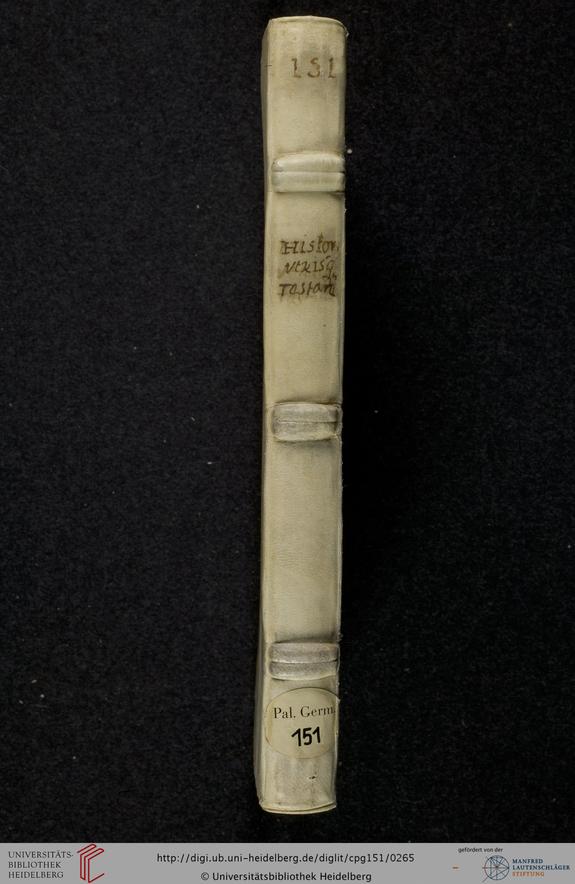 151
Histor.
vtrisq
Testam
Pal. Germ.
151
UNIVERSITÄTS-
BIBLIOTHEK
HEIDELBERG
http://digi.ub.uni-heidelberg.de/diglit/cpg151/0265
© Universitätsbibliothek Heidelberg
gefördert von der
MANFRED
LAUTENSCHLÄGER
STIFTUNG